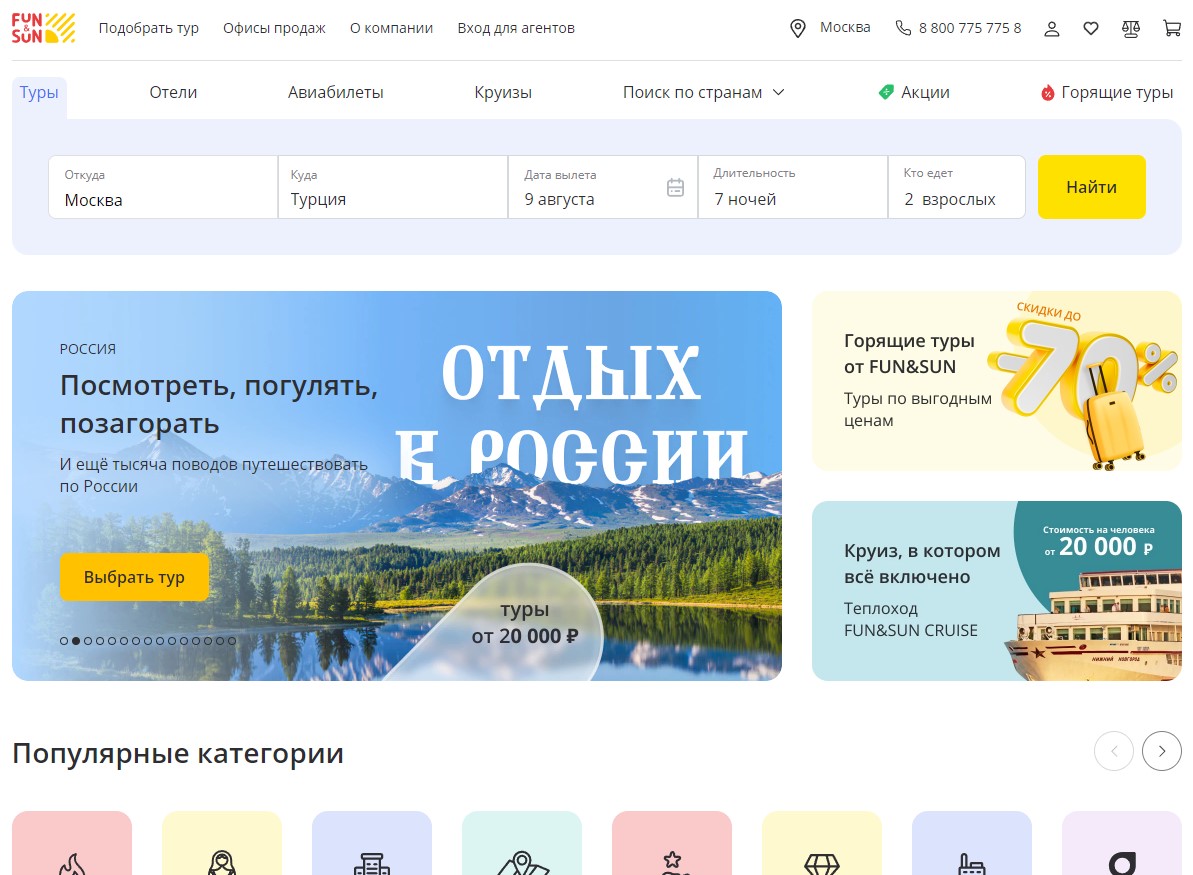 FUN
&
SUN
Подобрать тур
Офисы продаж
О компании
Вход для агентов
Москва
8 800 775 775 8
Туры
Отели
Авиабилеты
Круизы
Поиск по странам
Акции
Горящие туры
Откуда
Москва
Куда
Турция
Дата вылета
9 августа
Длительность
7 ночей
Кто едет
2 взрослых
Найти
РОССИЯ
Посмотреть, погулять,
позагорать
И ещё тысяча поводов путешествовать
по России
Выбрать тур
ОТДЫХ
В РОССИИ
туры
от 20 000 ₽
Горящие туры
от FUN&SUN
Туры по выгодным
ценам
СКИДКИ ДО
-70%
Круиз, в котором
всё включено
Теплоход
FUN&SUN CRUISE
Стоимость на человека
от 20 000 ₽
НИЖНИЙ НОВГОРОД
Популярные категории